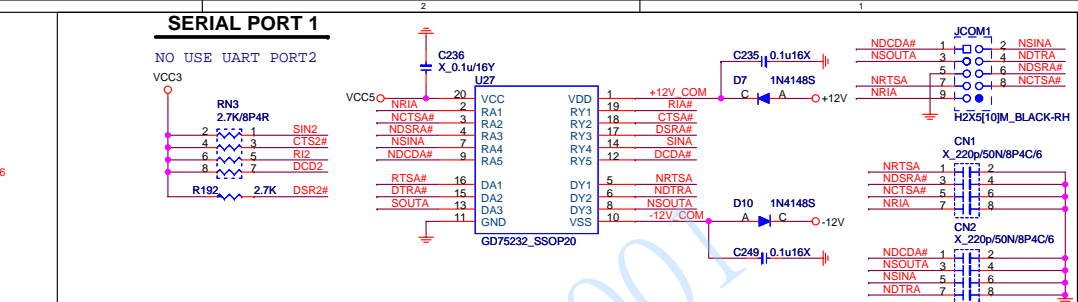 2
1
SERIAL PORT 1
NO USE UART PORT2
VCC3
RN3
2.7K/8P4R
2 1 SIN2
4 3 CTS2#
6 5 RI2
8 7 DCD2
R192 2.7K DSR2#
6
C236
X_0.1u/16Y
U27
VCC5 20 VCC VDD 1 +12V_COM
NRIA 2 RA1 RY1 19 RIA#
NCTSA# 3 RA2 RY2 18 CTSA#
NDSRA# 4 RA3 RY3 17 DSRA#
NSINA 7 RA4 RY4 14 SINA
NDCDA# 9 RA5 RY5 12 DCDA#
RTSA# 16 DA1 DY1 5 NRTSA
DTRA# 15 DA2 DY2 6 NDTRA
SOUTA 13 DA3 DY3 8 NSOUTA
11 GND VSS 10 -12V_COM
GD75232_SSOP20
C235 0.1u16X
D7 1N4148S
C A +12V
D10 1N4148S
A C -12V
C249 0.1u16X
JCOM1
NDCDA# 1 2 NSINA
NSOUTA 3 4 NDTRA
5 6 NDSRA#
NRTSA 7 8 NCTSA#
NRIA 9
H2X5[10]M_BLACK-RH
CN1
X_220p/50N/8P4C/6
NRTSA 1 2
NDSRA# 3 4
NCTSA# 5 6
NRIA 7 8
CN2
X_220p/50N/8P4C/6
NDCDA# 1 2
NSOUTA 3 4
NSINA 5 6
NDTRA 7 8